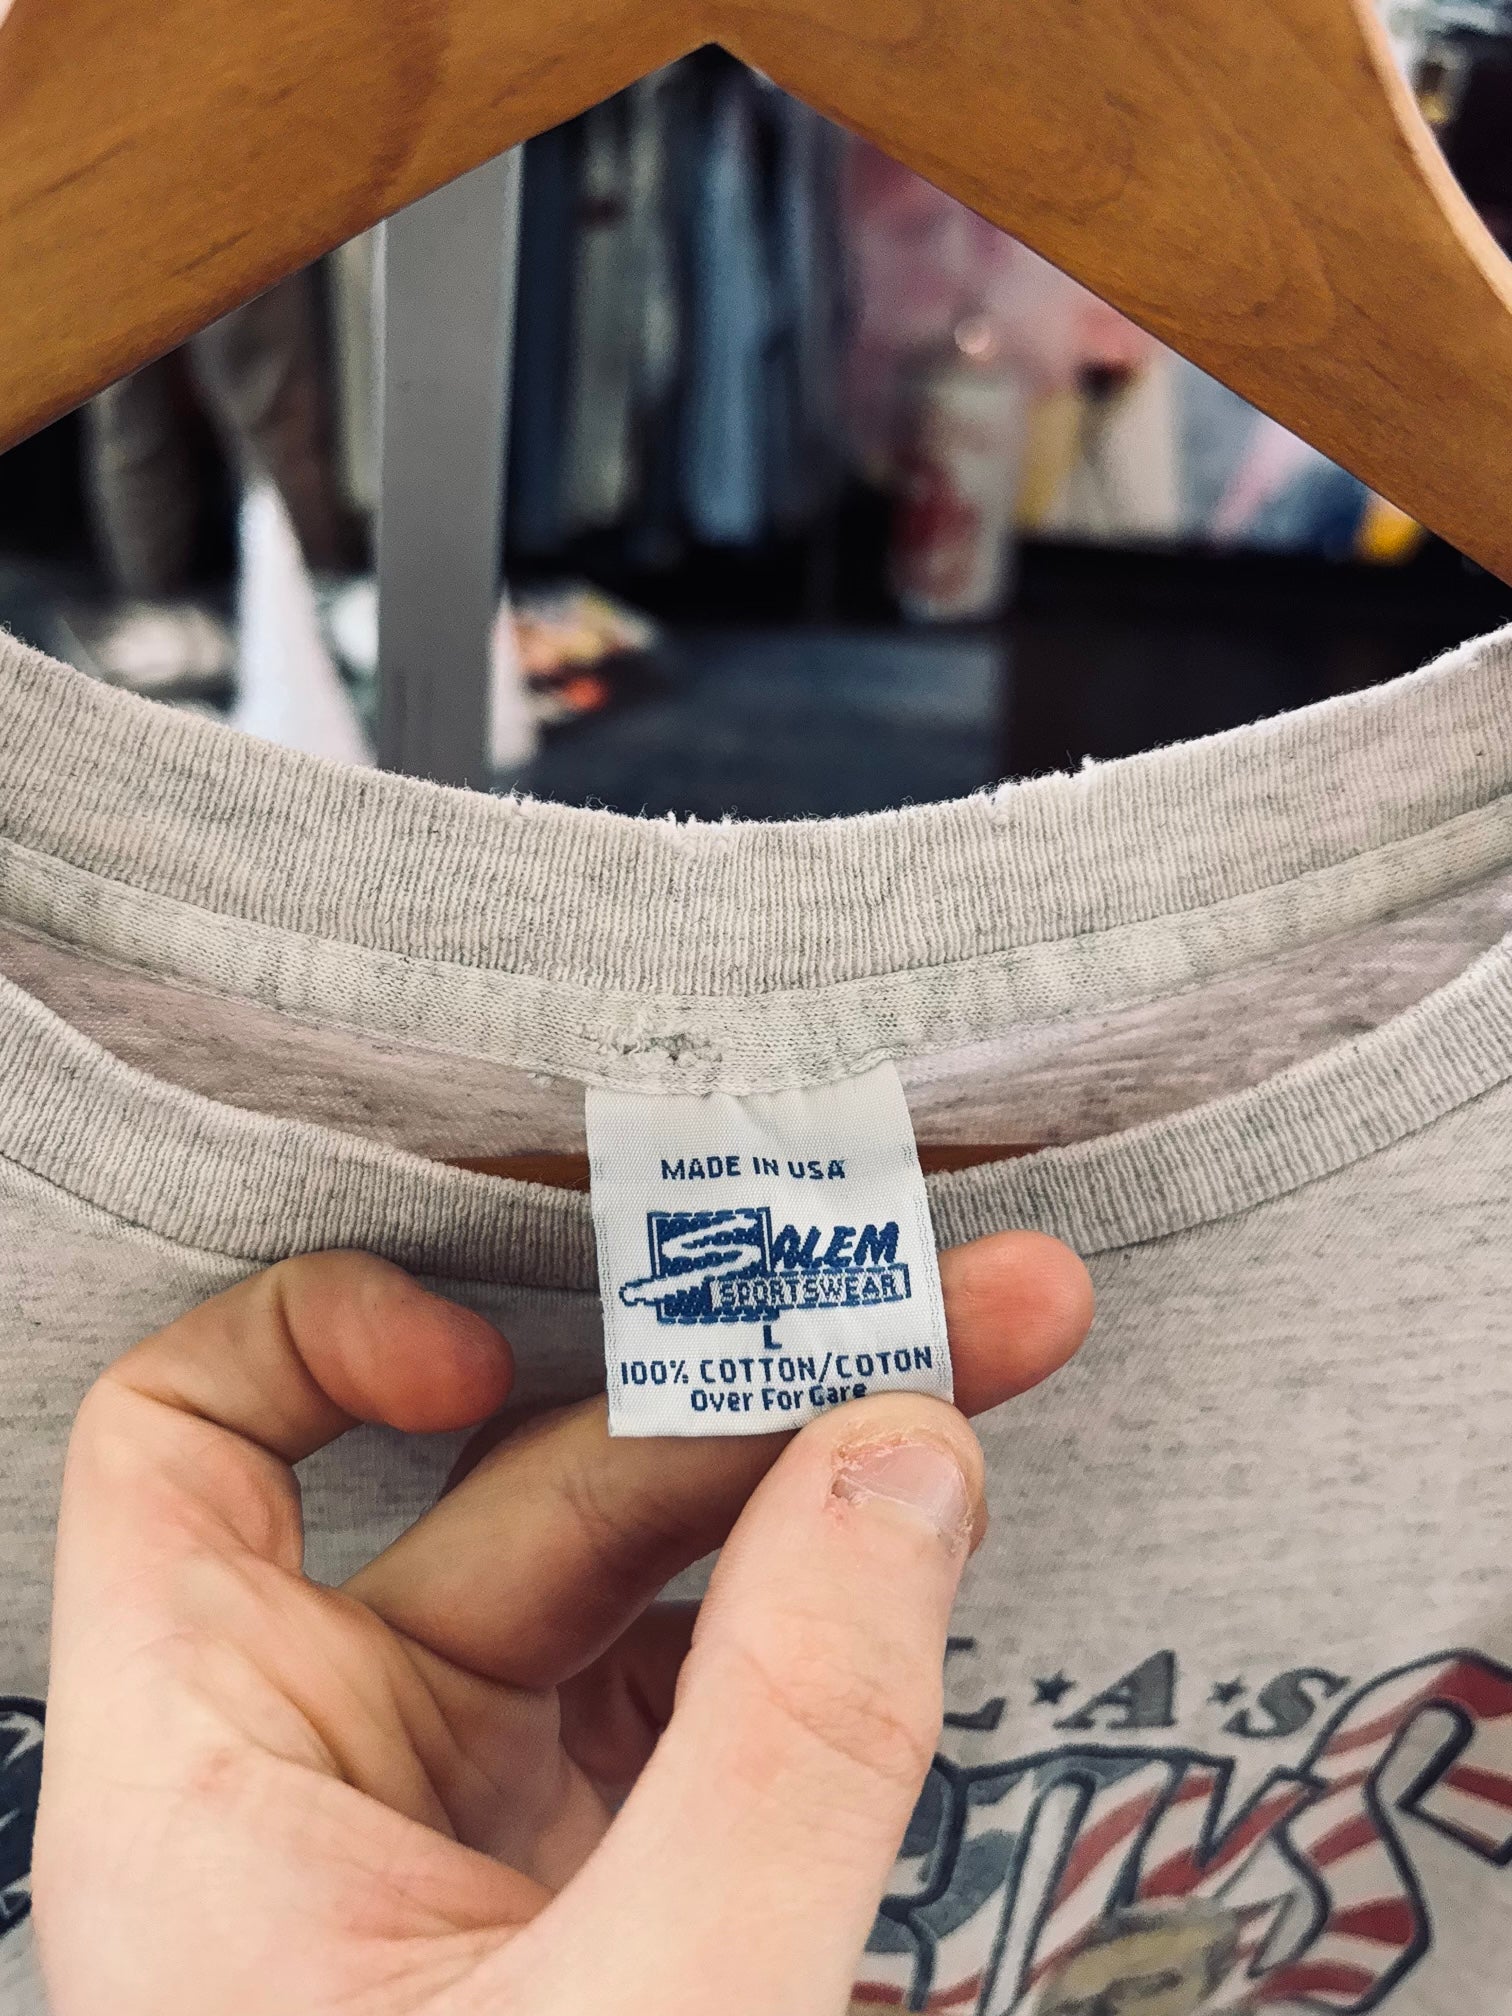 MADE IN USA
SALEM
SPORTSWEAR
L
100% COTTON/COTON
Over For Care
L★A★S